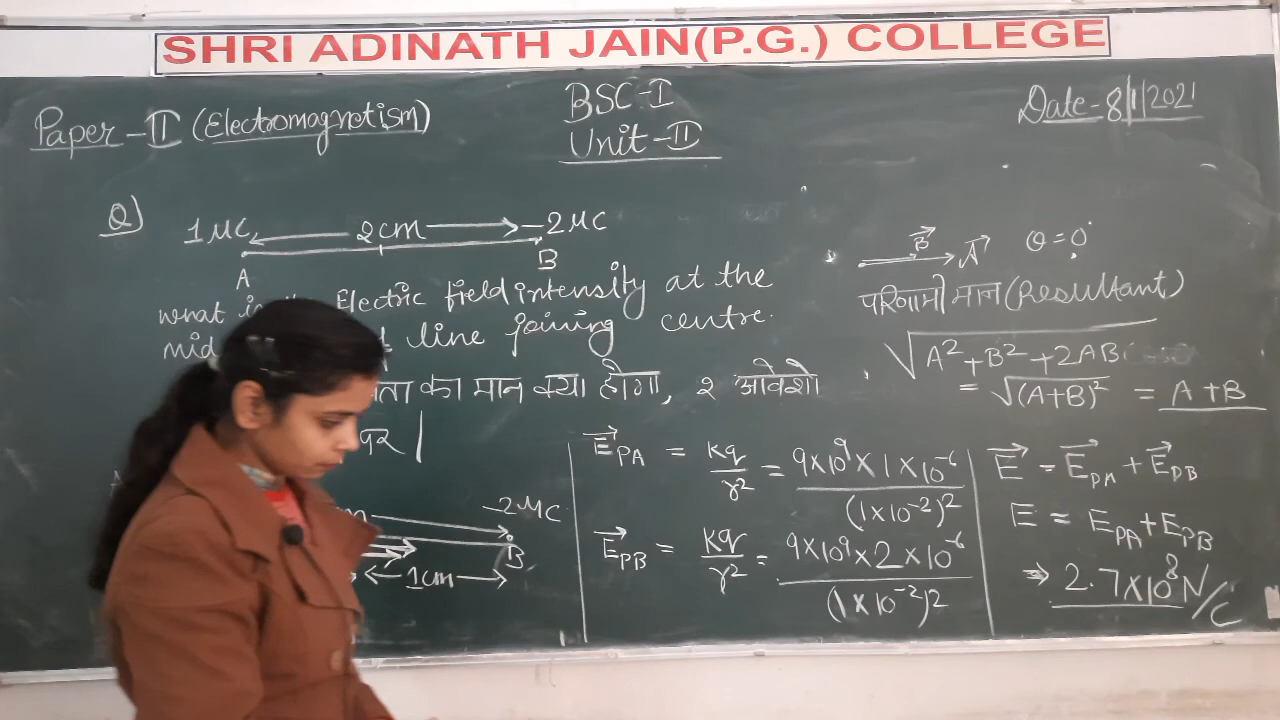 SHRI ADINATH JAIN(P.G.) COLLEGE
Paper-II (Electromagnetism)
BSC-I
Unit-II
Date-8/1/2021
Q)
1 μC 2cm -2μC
A B
what Electric field intensity at the
mid line joining centre.
का मान क्या होगा, २ आवेशो
पर |
-2μC
B
1cm
B⃗ A⃗ θ=0°
परिणामी मान (Resultant)
√A²+B²+2AB
= √(A+B)² = A+B
E⃗PA = kq/r² = 9×10⁹×1×10⁻⁶/(1×10⁻²)²
E⃗PB = kq/r² = 9×10⁹×2×10⁻⁶/(1×10⁻²)²
E⃗ = E⃗PA + E⃗PB
E = EPA+EPB
⇒ 2.7×10⁸ N/C